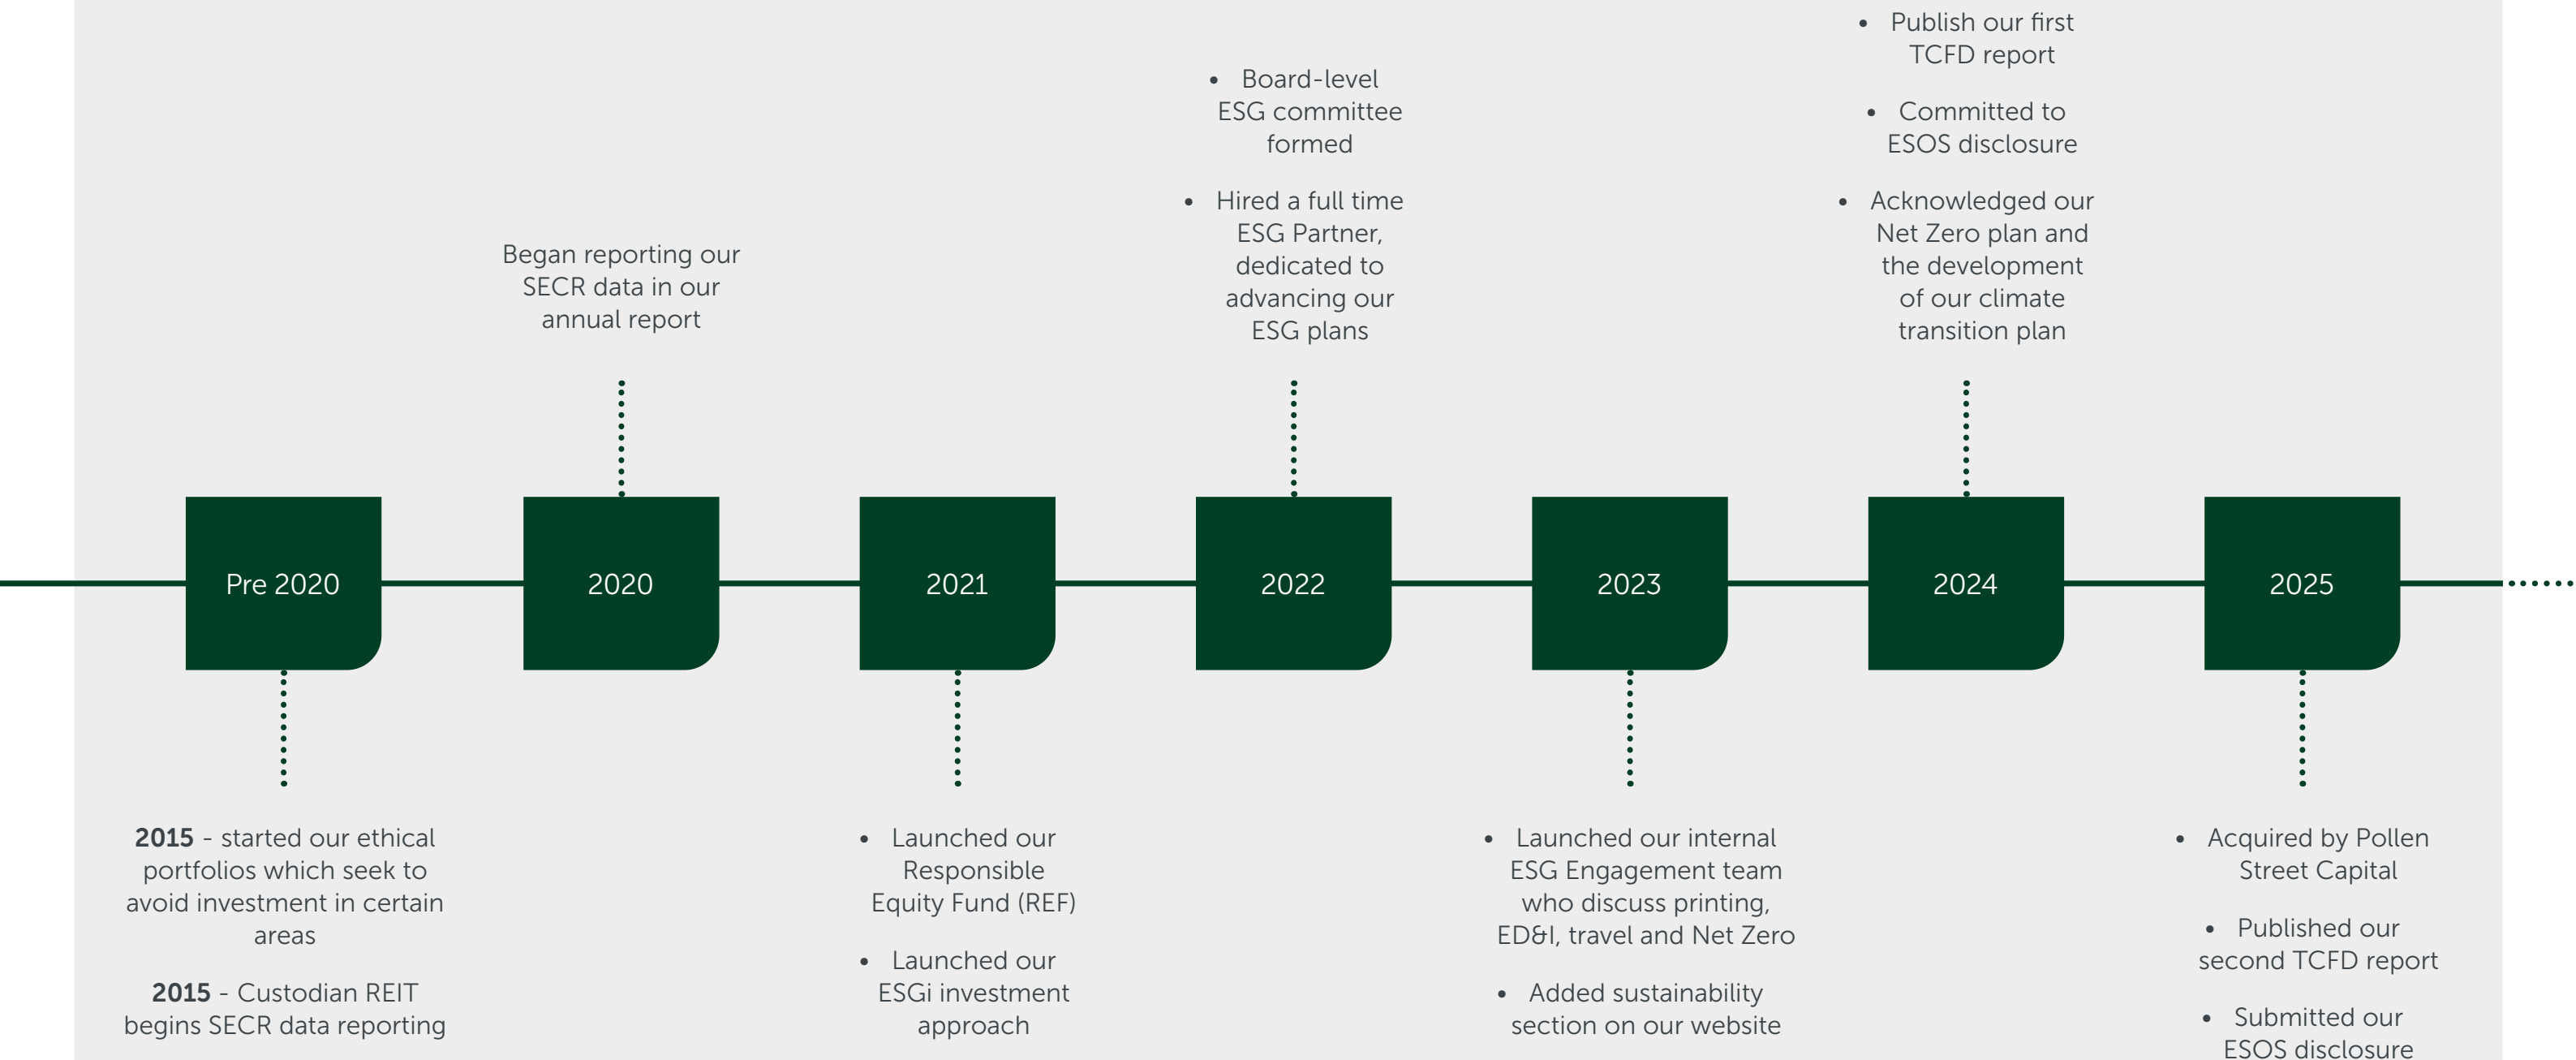 2015 - started our ethical
portfolios which seek to
avoid investment in certain
areas
2015 - Custodian REIT
begins SECR data reporting
Pre 2020
Began reporting our
SECR data in our
annual report
2020
2021
• Launched our
Responsible
Equity Fund (REF)
• Launched our
ESGi investment
approach
• Board-level
ESG committee
formed
• Hired a full time
ESG Partner,
dedicated to
advancing our
ESG plans
2022
2023
• Launched our internal
ESG Engagement team
who discuss printing,
ED&I, travel and Net Zero
• Added sustainability
section on our website
• Publish our first
TCFD report
• Committed to
ESOS disclosure
• Acknowledged our
Net Zero plan and
the development
of our climate
transition plan
2024
2025
• Acquired by Pollen
Street Capital
• Published our
second TCFD report
• Submitted our
ESOS disclosure